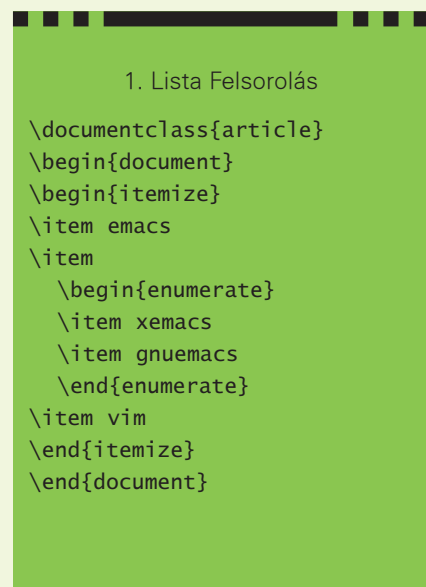 1. Lista Felsorolás
\documentclass{article}
\begin{document}
\begin{itemize}
\item emacs
\item
  \begin{enumerate}
  \item xemacs
  \item gnuemacs
  \end{enumerate}
\item vim
\end{itemize}
\end{document}